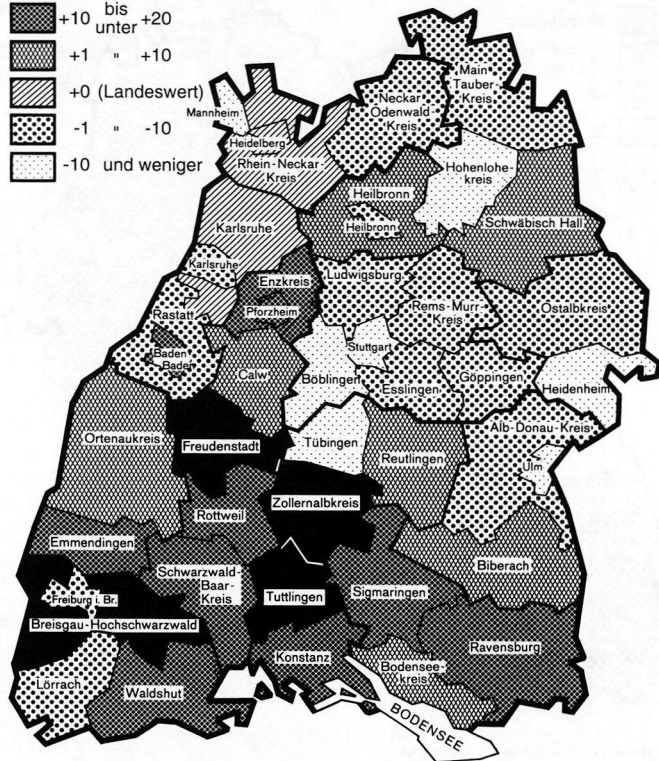 +10 bis unter +20
+1 " +10
+0 (Landeswert)
-1 " -10
-10 und weniger
Main
Tauber
Kreis
Neckar
Odenwald
Kreis
Mannheim
Heidelberg
Rhein-Neckar-
Kreis
Hohenlohe-
kreis
Heilbronn
Heilbronn
Schwäbisch Hall
Karlsruhe
Karlsruhe
Enzkreis
Pforzheim
Ludwigsburg
Rems-Murr-
Kreis
Ostalbkreis
Rastatt
Baden
Baden
Calw
Stuttgart
Böblingen
Esslingen
Göppingen
Heidenheim
Alb-Donau-Kreis
Ulm
Ortenaukreis
Freudenstadt
Tübingen
Reutlingen
Zollernalbkreis
Rottweil
Emmendingen
Schwarzwald-
Baar-
Kreis
Biberach
Freiburg i. Br.
Tuttlingen
Sigmaringen
Breisgau-Hochschwarzwald
Ravensburg
Konstanz
Bodensee-
kreis
Lörrach
Waldshut
BODENSEE